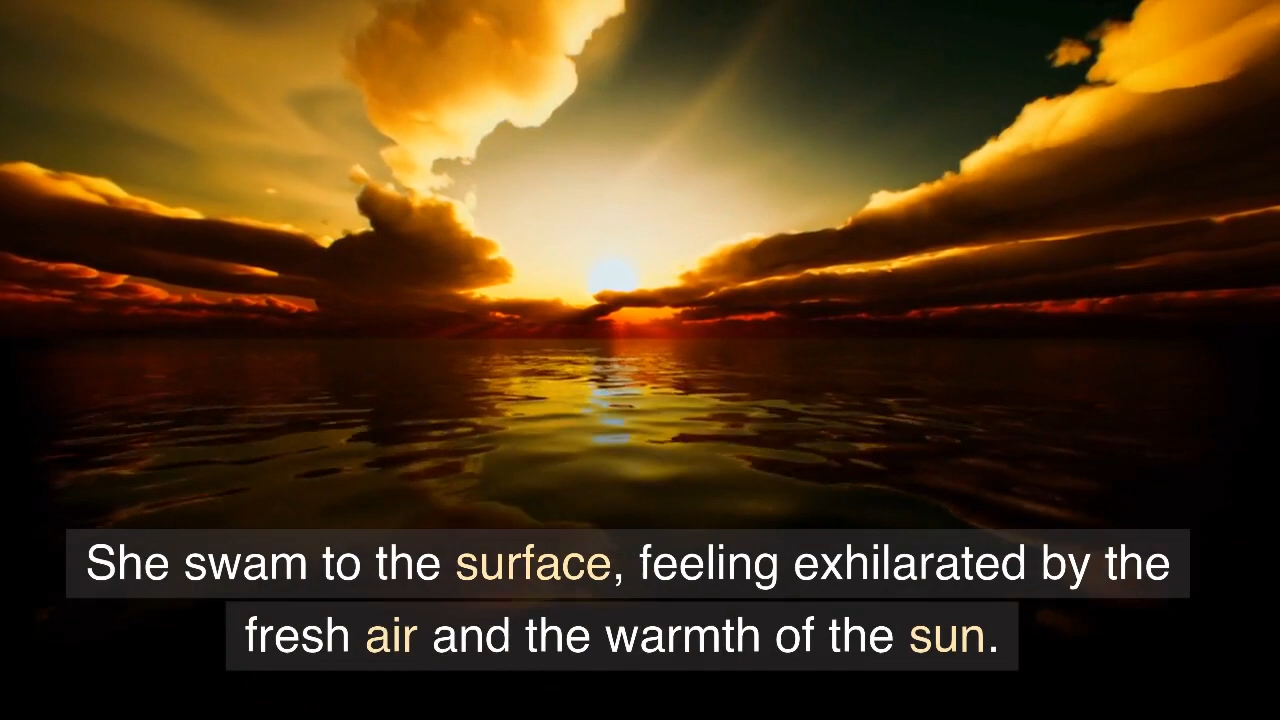 She swam to the surface, feeling exhilarated by the
fresh air and the warmth of the sun.